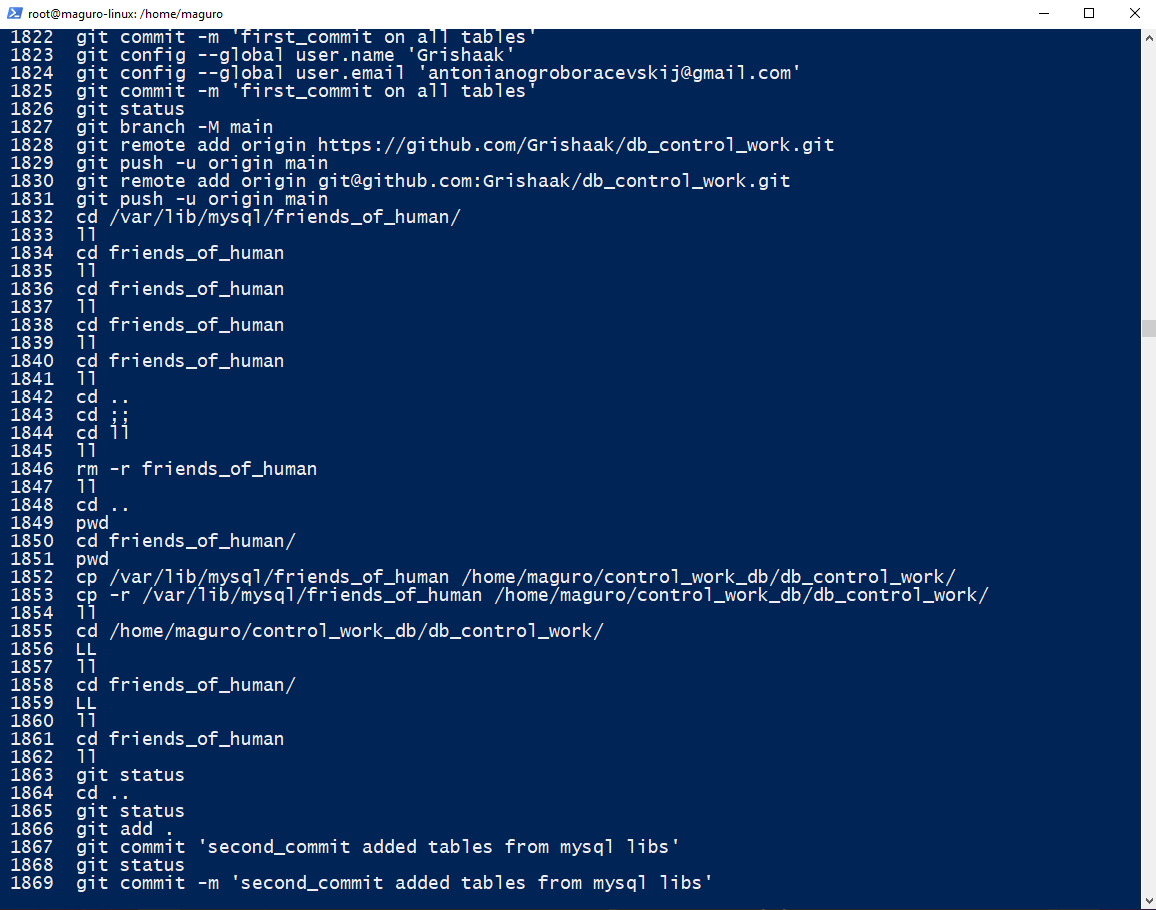 root@maguro-linux: /home/maguro
1822  git commit -m 'first_commit on all tables'
1823  git config --global user.name 'Grishaak'
1824  git config --global user.email 'antonianogroboracevskij@gmail.com'
1825  git commit -m 'first_commit on all tables'
1826  git status
1827  git branch -M main
1828  git remote add origin https://github.com/Grishaak/db_control_work.git
1829  git push -u origin main
1830  git remote add origin git@github.com:Grishaak/db_control_work.git
1831  git push -u origin main
1832  cd /var/lib/mysql/friends_of_human/
1833  ll
1834  cd friends_of_human
1835  ll
1836  cd friends_of_human
1837  ll
1838  cd friends_of_human
1839  ll
1840  cd friends_of_human
1841  ll
1842  cd ..
1843  cd ;;
1844  cd ll
1845  ll
1846  rm -r friends_of_human
1847  ll
1848  cd ..
1849  pwd
1850  cd friends_of_human/
1851  pwd
1852  cp /var/lib/mysql/friends_of_human /home/maguro/control_work_db/db_control_work/
1853  cp -r /var/lib/mysql/friends_of_human /home/maguro/control_work_db/db_control_work/
1854  ll
1855  cd /home/maguro/control_work_db/db_control_work/
1856  LL
1857  ll
1858  cd friends_of_human/
1859  LL
1860  ll
1861  cd friends_of_human
1862  ll
1863  git status
1864  cd ..
1865  git status
1866  git add .
1867  git commit 'second_commit added tables from mysql libs'
1868  git status
1869  git commit -m 'second_commit added tables from mysql libs'